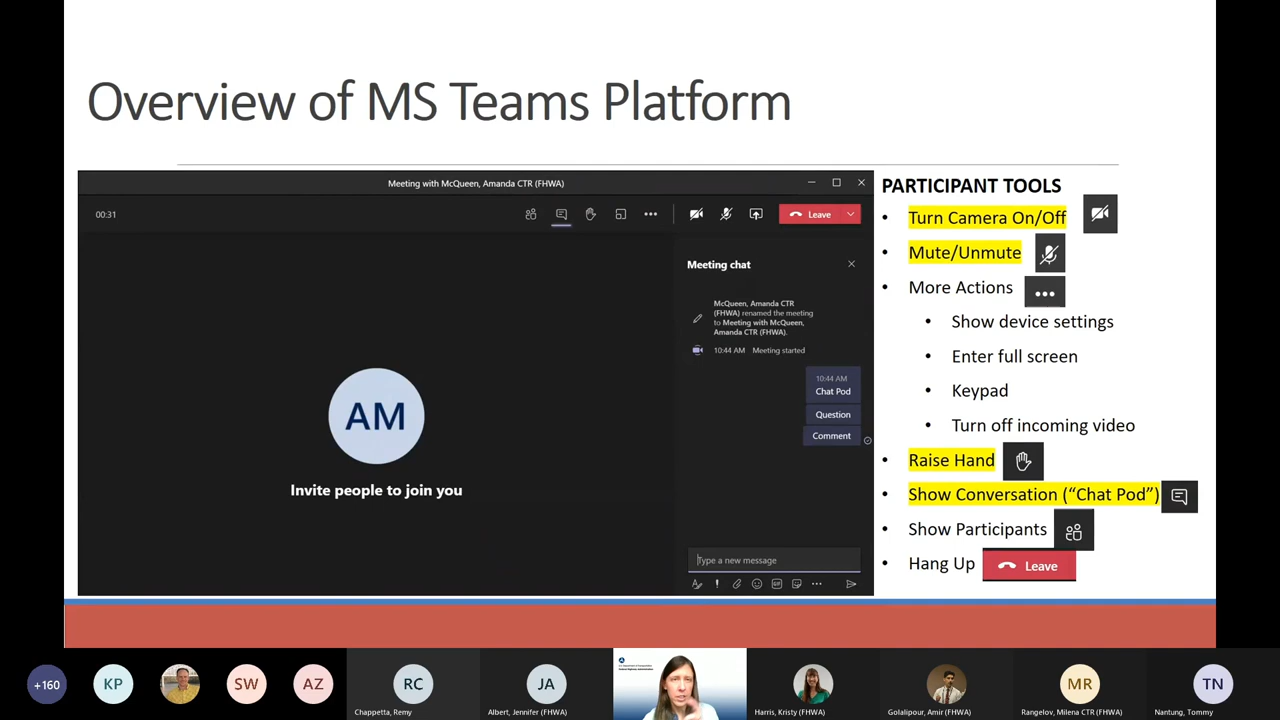 Overview of MS Teams Platform
Meeting with McQueen, Amanda CTR (FHWA)
00:31
Leave
Meeting chat
McQueen, Amanda CTR
(FHWA) renamed the meeting
to Meeting with McQueen,
Amanda CTR (FHWA).
10:44 AM Meeting started
10:44 AM
Chat Pod
Question
Comment
AM
Invite people to join you
Type a new message
PARTICIPANT TOOLS
• Turn Camera On/Off
• Mute/Unmute
• More Actions
• Show device settings
• Enter full screen
• Keypad
• Turn off incoming video
• Raise Hand
• Show Conversation (“Chat Pod”)
• Show Participants
• Hang Up
Leave
+160
KP
SW
AZ
RC
Chappetta, Remy
JA
Albert, Jennifer (FHWA)
Harris, Kristy (FHWA)
Golalipour, Amir (FHWA)
MR
Rangelov, Milena CTR (FHWA)
TN
Nantung, Tommy